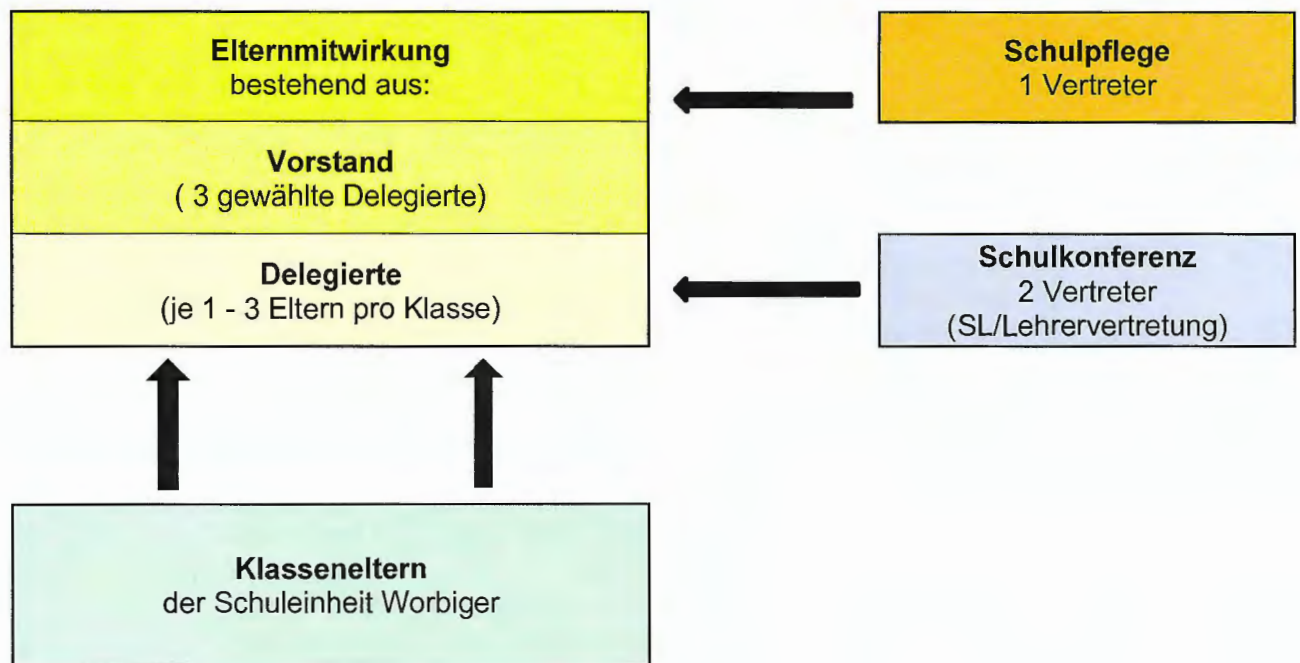 Elternmitwirkung
bestehend aus:
Vorstand
( 3 gewählte Delegierte)
Delegierte
(je 1 - 3 Eltern pro Klasse)
Schulpflege
1 Vertreter
Schulkonferenz
2 Vertreter
(SL/Lehrervertretung)
Klasseneltern
der Schuleinheit Worbiger